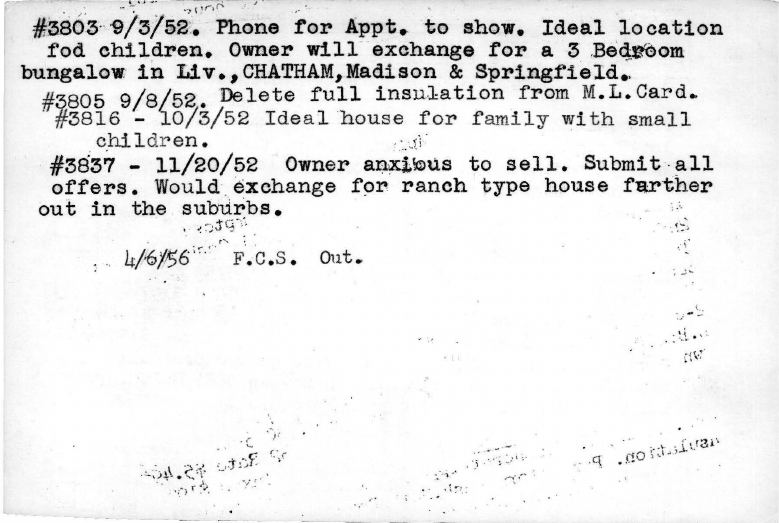 #3803 9/3/52. Phone for Appt. to show. Ideal location
fod children. Owner will exchange for a 3 Bedroom
bungalow in Liv.,CHATHAM,Madison & Springfield.
#3805 9/8/52. Delete full insulation from M.L.Card.
#3816 - 10/3/52 Ideal house for family with small
children.
#3837 - 11/20/52 Owner anxious to sell. Submit all
offers. Would exchange for ranch type house farther
out in the suburbs.
4/6/56 F.C.S. Out.